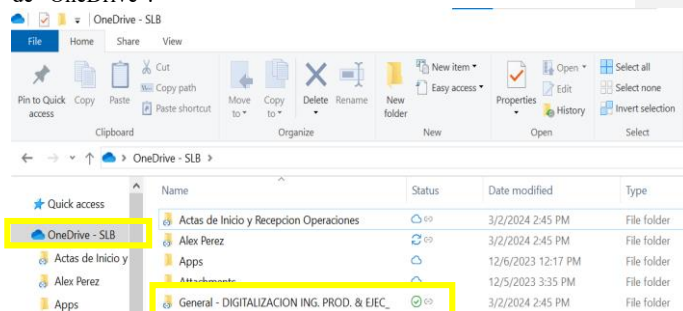 de "OneDrive".
OneDrive - SLB
File Home Share View
Pin to Quick access
Copy
Paste
Cut
Copy path
Paste shortcut
Clipboard
Move to
Copy to
Delete
Rename
Organize
New folder
New item
Easy access
New
Properties
Open
Edit
History
Open
Select all
Select none
Invert selection
Select
OneDrive - SLB
Name Status Date modified Type
Quick access
OneDrive - SLB
Actas de Inicio y
Alex Perez
Apps
Actas de Inicio y Recepcion Operaciones 3/2/2024 2:45 PM File folder
Alex Perez 3/2/2024 2:45 PM File folder
Apps 12/6/2023 12:17 PM File folder
Attachments 12/5/2023 3:35 PM File folder
General - DIGITALIZACION ING. PROD. & EJEC_ 3/2/2024 2:45 PM File folder